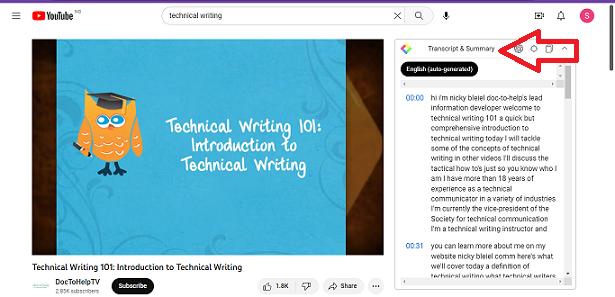 YouTube NG
technical writing
S
Technical Writing 101:
Introduction to
Technical Writing
Transcript & Summary
English (auto-generated)
00:00
hi i'm nicky bleiel doc-to-help's lead
information developer welcome to
technical writing 101 a quick but
comprehensive introduction to
technical writing today I will tackle
some of the concepts of technical
writing in other videos I'll discuss the
tactical how to's just so you know who I
am I have more than 18 years of
experience as a technical
communicator in a variety of industries
I'm currently the vice-president of the
Society for technical communication
I'm a technical writing instructor and
00:31
you can learn more about me on my
website nicky bleiel comm here's what
we'll cover today a definition of
technical writing what technical writers
Technical Writing 101: Introduction to Technical Writing
DocToHelpTV
2.85K subscribers
Subscribe
1.8K
Share